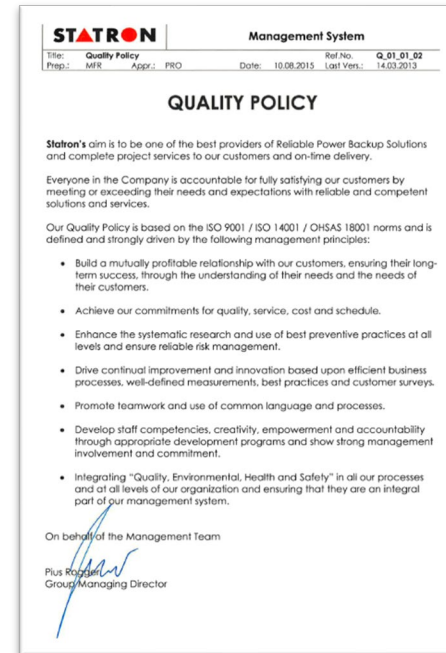 STATRON
Management System
Title: Quality Policy Ref.No. Q_01_01_02
Prep.: MFR Appr.: PRO Date: 10.08.2015 Last Vers.: 14.03.2013
QUALITY POLICY
Statron's aim is to be one of the best providers of Reliable Power Backup Solutions
and complete project services to our customers and on-time delivery.
Everyone in the Company is accountable for fully satisfying our customers by
meeting or exceeding their needs and expectations with reliable and competent
solutions and services.
Our Quality Policy is based on the ISO 9001 / ISO 14001 / OHSAS 18001 norms and is
defined and strongly driven by the following management principles:
• Build a mutually profitable relationship with our customers, ensuring their long-
term success, through the understanding of their needs and the needs of
their customers.
• Achieve our commitments for quality, service, cost and schedule.
• Enhance the systematic research and use of best preventive practices at all
levels and ensure reliable risk management.
• Drive continual improvement and innovation based upon efficient business
processes, well-defined measurements, best practices and customer surveys.
• Promote teamwork and use of common language and processes.
• Develop staff competencies, creativity, empowerment and accountability
through appropriate development programs and show strong management
involvement and commitment.
• Integrating "Quality, Environmental, Health and Safety" in all our processes
and at all levels of our organization and ensuring that they are an integral
part of our management system.
On behalf of the Management Team
Pius
Group Managing Director